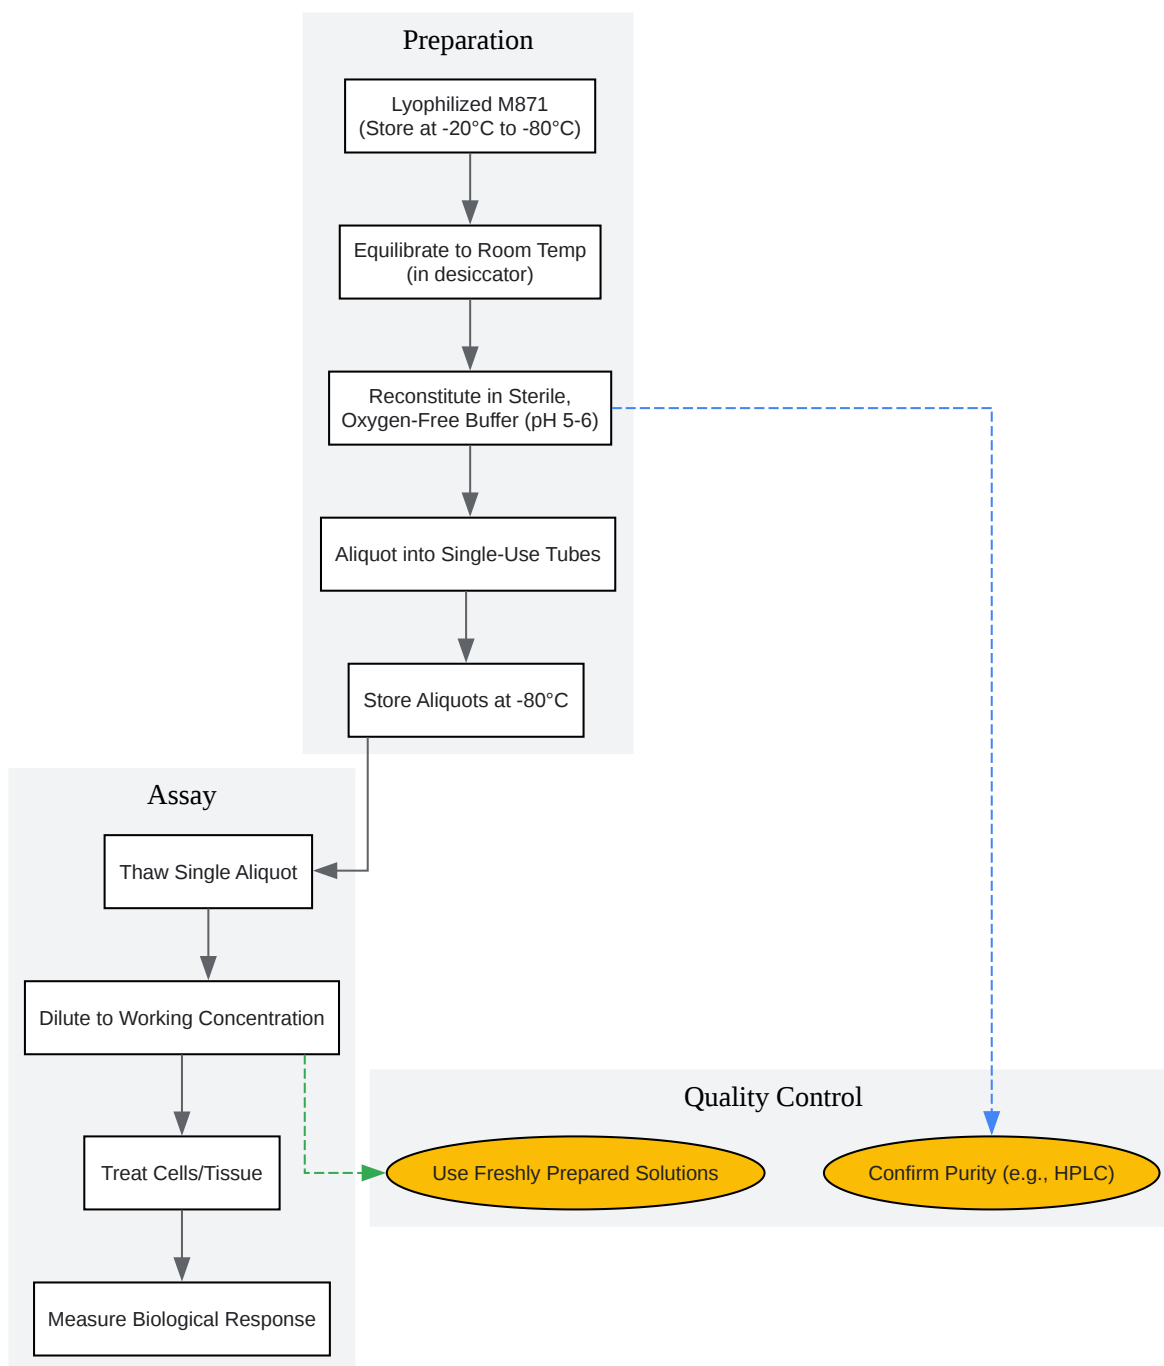 Preparation
Lyophilized M871
(Store at -20°C to -80°C)
Equilibrate to Room Temp
(in desiccator)
Reconstitute in Sterile,
Oxygen-Free Buffer (pH 5-6)
Aliquot into Single-Use Tubes
Store Aliquots at -80°C
Assay
Thaw Single Aliquot
Dilute to Working Concentration
Treat Cells/Tissue
Measure Biological Response
Quality Control
Use Freshly Prepared Solutions
Confirm Purity (e.g., HPLC)